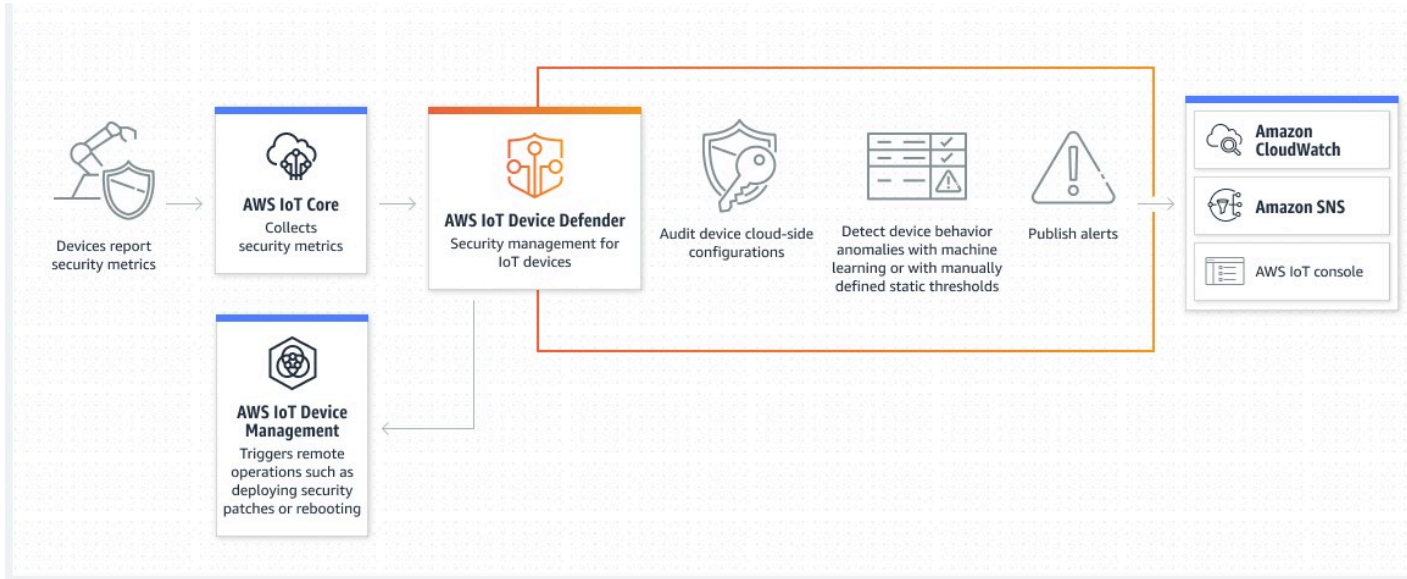 Devices report
security metrics
AWS IoT Core
Collects
security metrics
AWS IoT Device Defender
Security management for
IoT devices
Audit device cloud-side
configurations
Detect device behavior
anomalies with machine
learning or with manually
defined static thresholds
Publish alerts
Amazon
CloudWatch
Amazon SNS
AWS IoT console
AWS IoT Device
Management
Triggers remote
operations such as
deploying security
patches or rebooting